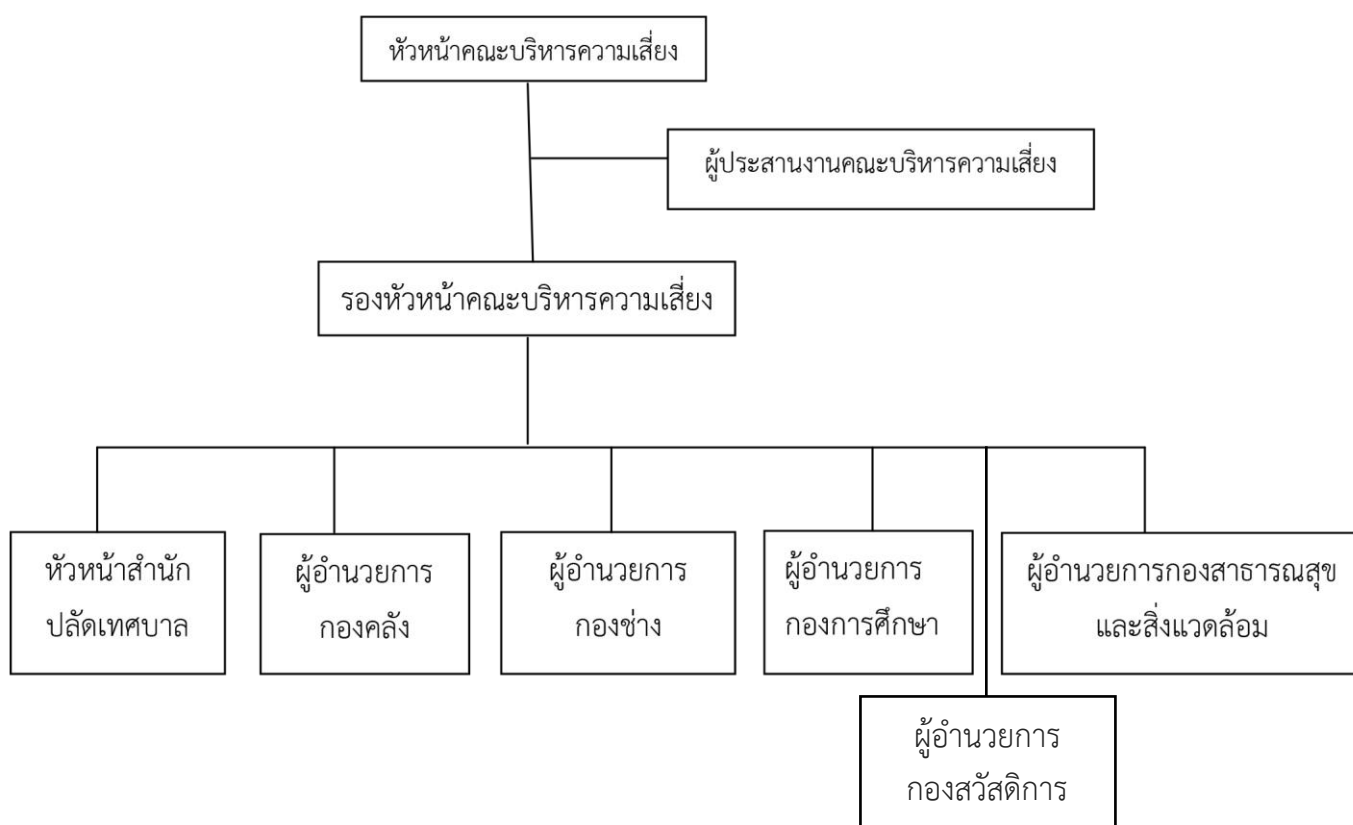 หัวหน้าคณะบริหารความเสี่ยง
ผู้ประสานงานคณะบริหารความเสี่ยง
รองหัวหน้าคณะบริหารความเสี่ยง
หัวหน้าสำนัก
ปลัดเทศบาล
ผู้อำนวยการ
กองคลัง
ผู้อำนวยการ
กองช่าง
ผู้อำนวยการ
กองการศึกษา
ผู้อำนวยการกองสาธารณสุข
และสิ่งแวดล้อม
ผู้อำนวยการ
กองสวัสดิการ